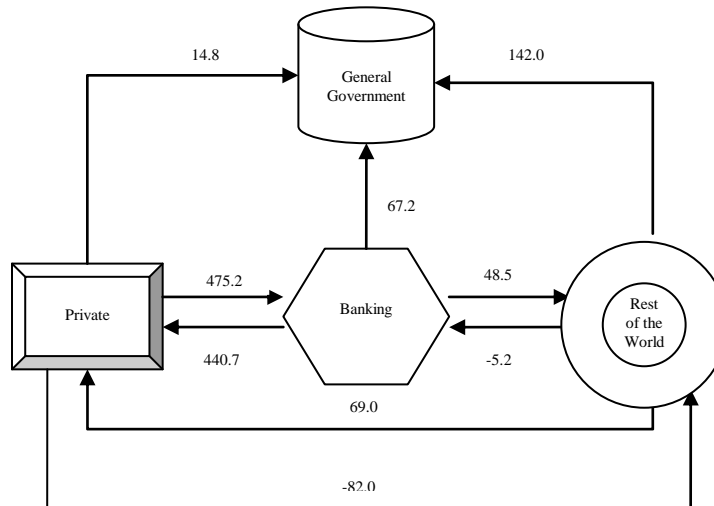 14.8
142.0
General
Government
67.2
475.2
48.5
Private
Banking
Rest
of the
World
440.7
-5.2
69.0
-82.0